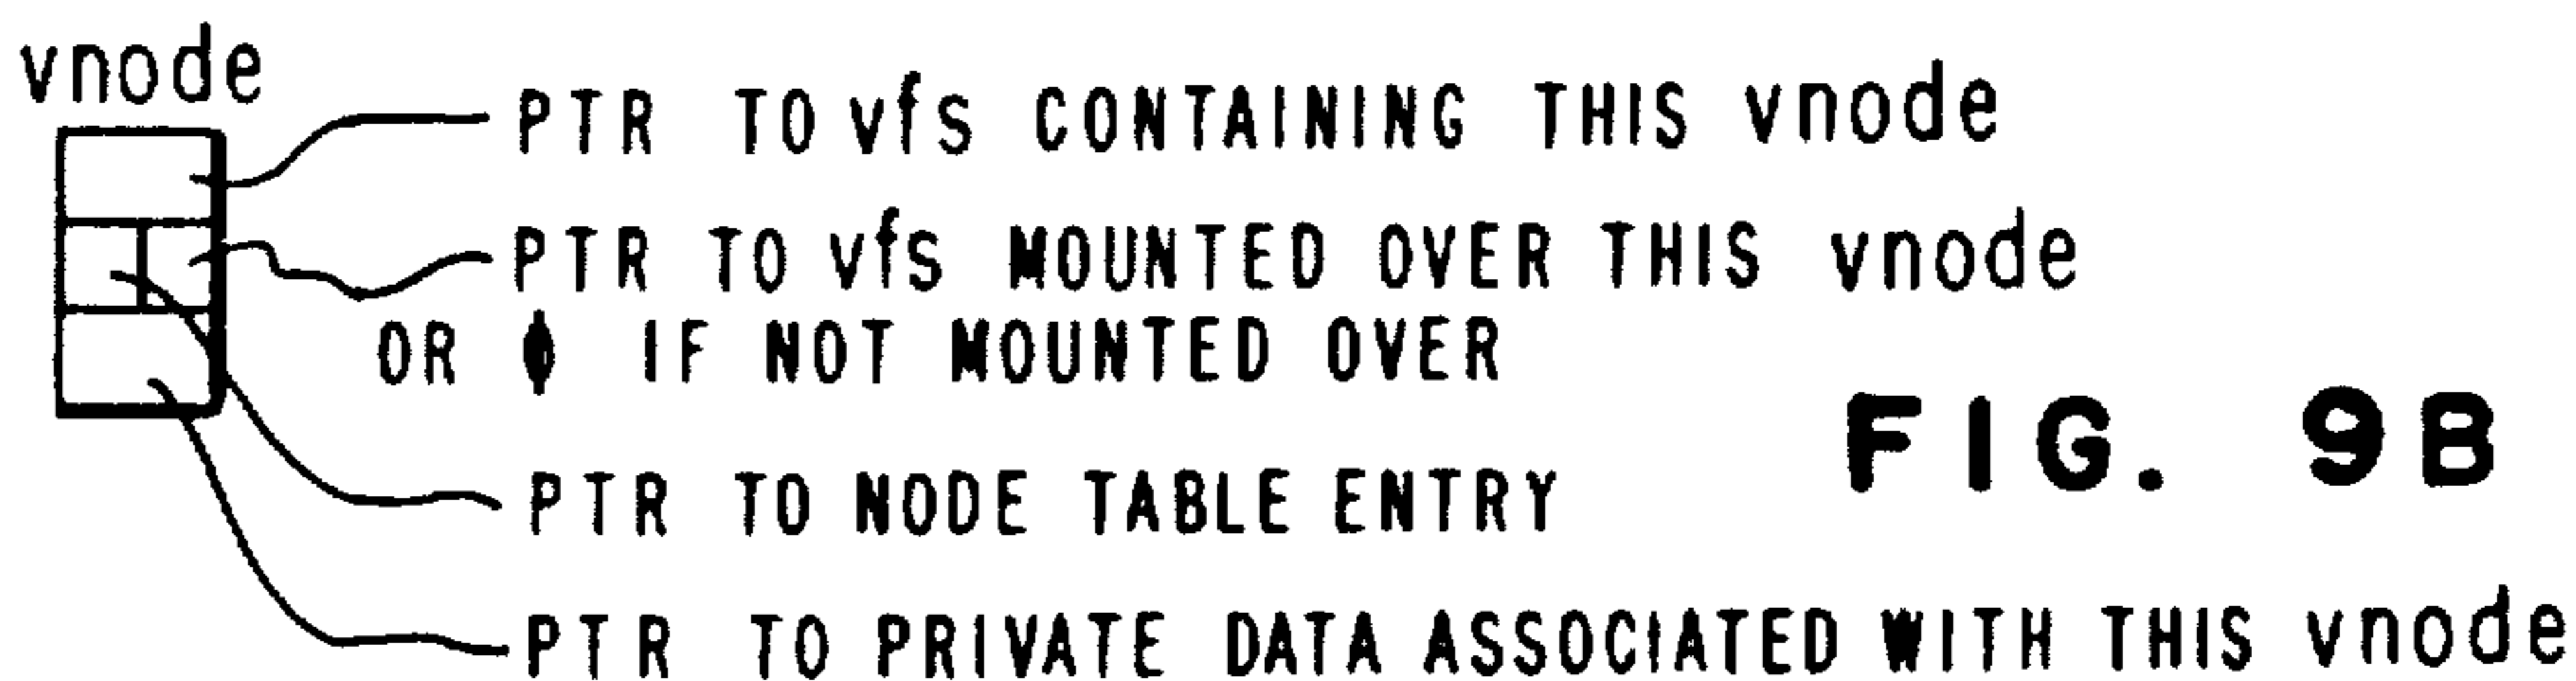 vnode
PTR TO vfs CONTAINING THIS vnode
PTR TO vfs MOUNTED OVER THIS vnode
OR ϕ IF NOT MOUNTED OVER
FIG. 9B
PTR TO NODE TABLE ENTRY
PTR TO PRIVATE DATA ASSOCIATED WITH THIS vnode